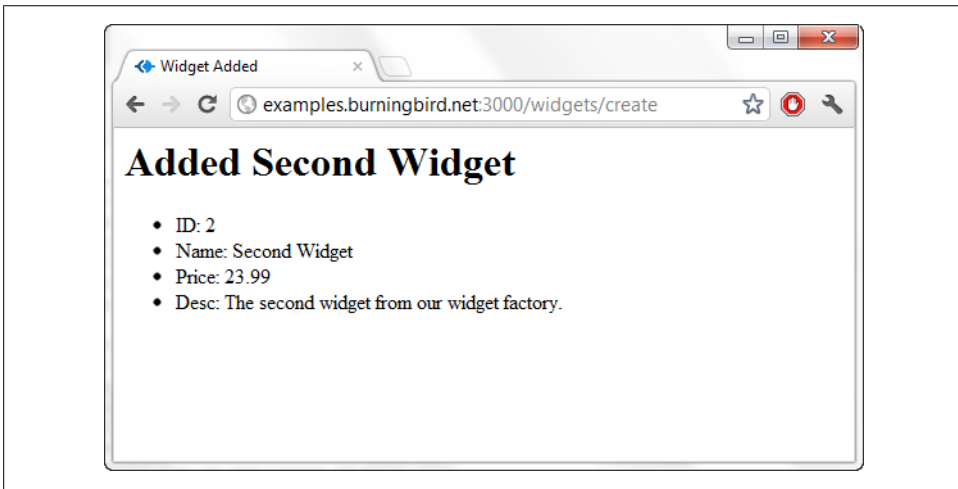 Widget Added
examples.burningbird.net:3000/widgets/create
Added Second Widget
• ID: 2
• Name: Second Widget
• Price: 23.99
• Desc: The second widget from our widget factory.